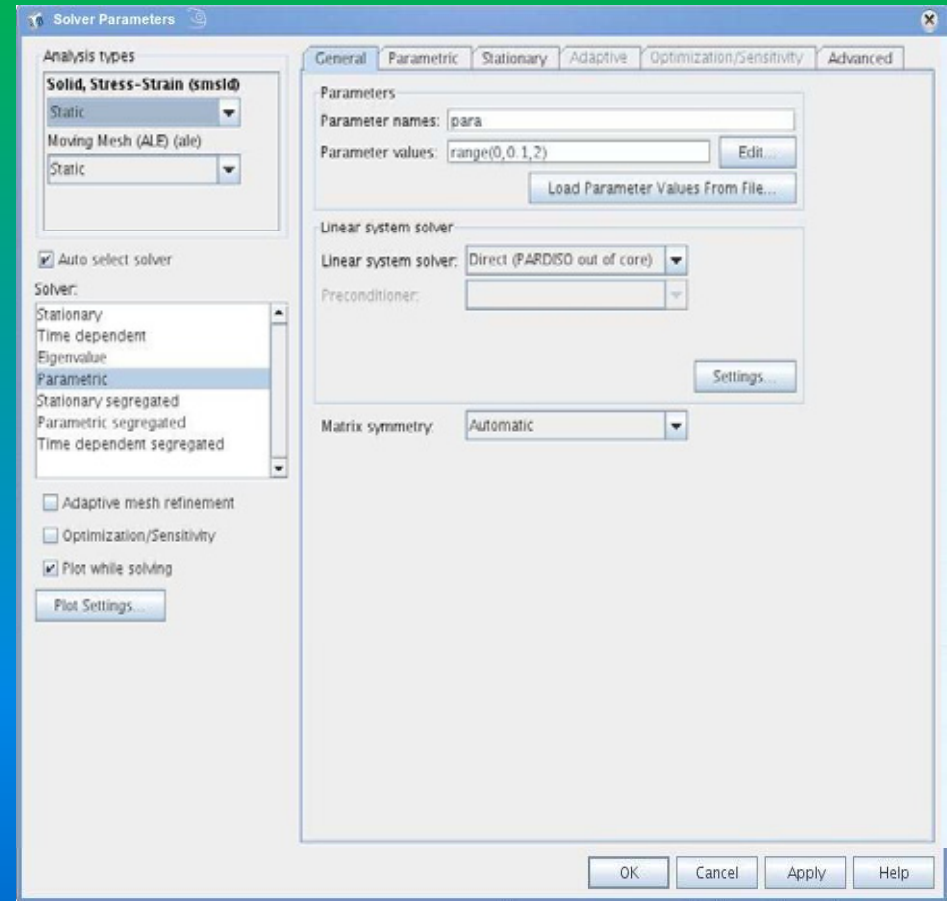 Solver Parameters
Analysis types
Solid, Stress-Strain (smsld)
Static
Moving Mesh (ALE) (ale)
Static
Auto select solver
Solver:
Stationary
Time dependent
Eigenvalue
Parametric
Stationary segregated
Parametric segregated
Time dependent segregated
Adaptive mesh refinement
Optimization/Sensitivity
Plot while solving
Plot Settings...
General Parametric Stationary Adaptive Optimization/Sensitivity Advanced
Parameters
Parameter names: para
Parameter values: range(0,0.1,2) Edit...
Load Parameter Values From File...
Linear system solver
Linear system solver: Direct (PARDISO out of core)
Preconditioner:
Settings...
Matrix symmetry: Automatic
OK Cancel Apply Help